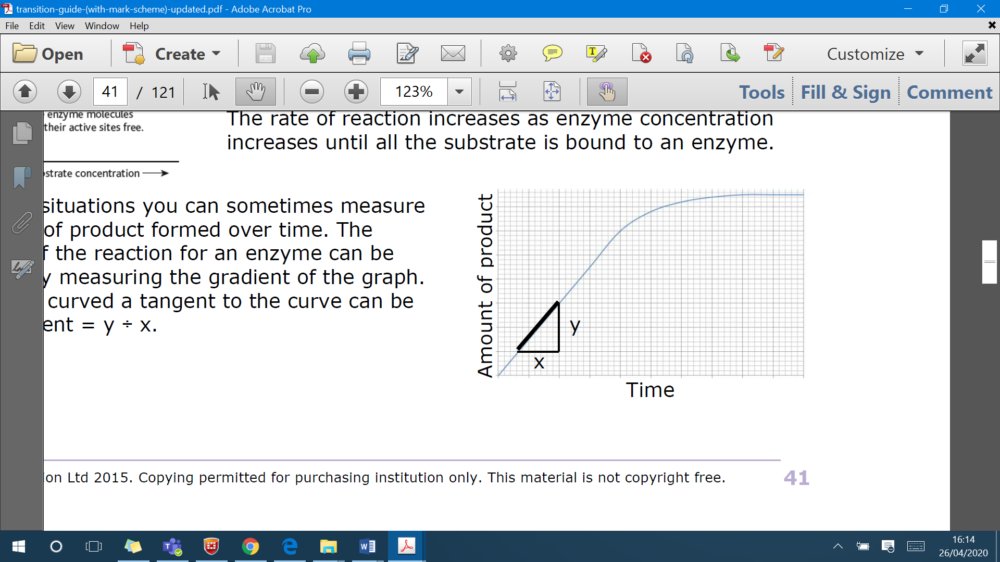 transition-guide-(with-mark-scheme)-updated.pdf - Adobe Acrobat Pro
File Edit View Window Help
Open Create Customize
41 / 121 123% Tools Fill & Sign Comment
enzyme molecules
their active sites free.
strate concentration
The rate of reaction increases as enzyme concentration
increases until all the substrate is bound to an enzyme.
situations you can sometimes measure
of product formed over time. The
f the reaction for an enzyme can be
y measuring the gradient of the graph.
curved a tangent to the curve can be
ent = y ÷ x.
Amount of product
y
x
Time
ion Ltd 2015. Copying permitted for purchasing institution only. This material is not copyright free.
41
16:14
26/04/2020